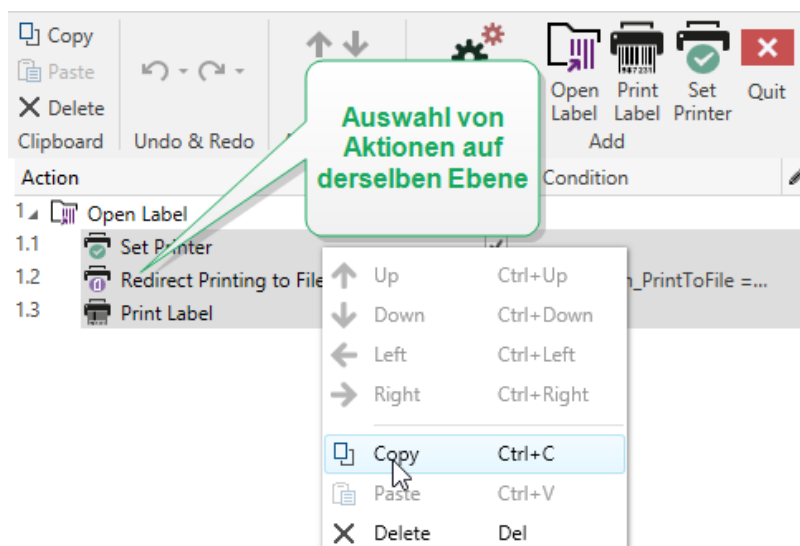 Copy
Paste
Delete
Clipboard
Undo & Redo
Open Label
Print Label
Set Printer
Quit
Add
Auswahl von
Aktionen auf
derselben Ebene
Action
Condition
1 Open Label
1.1 Set Printer
1.2 Redirect Printing to File
_PrintToFile =...
1.3 Print Label
Up Ctrl+Up
Down Ctrl+Down
Left Ctrl+Left
Right Ctrl+Right
Copy Ctrl+C
Paste Ctrl+V
Delete Del